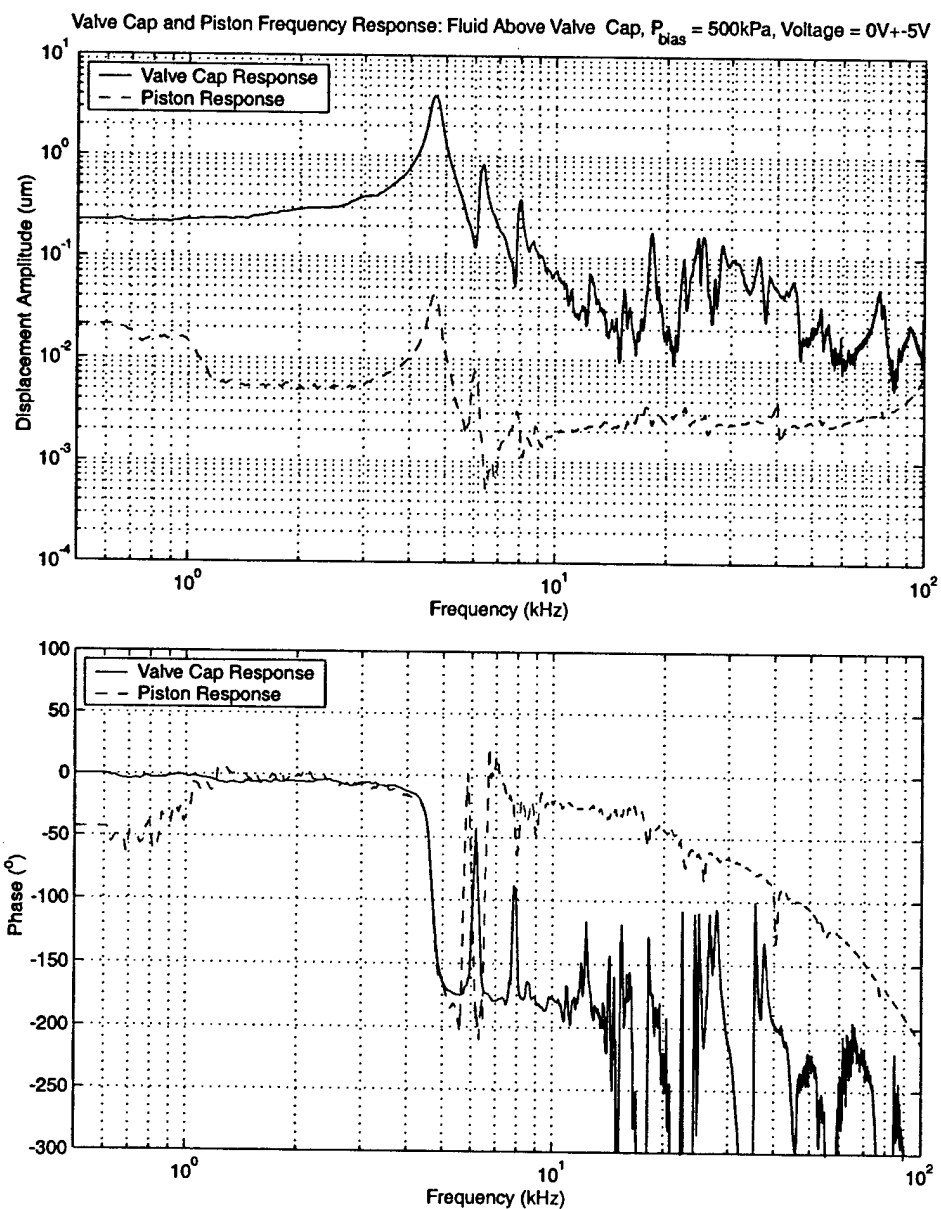 Valve Cap and Piston Frequency Response: Fluid Above Valve Cap, P_bias = 500kPa, Voltage = 0V+-5V
10^1
Valve Cap Response
Piston Response
10^0
10^-1
10^-2
10^-3
10^-4
Displacement Amplitude (um)
10^0
10^1
10^2
Frequency (kHz)
100
Valve Cap Response
Piston Response
50
0
-50
-100
-150
-200
-250
-300
Phase (°)
10^0
10^1
10^2
Frequency (kHz)